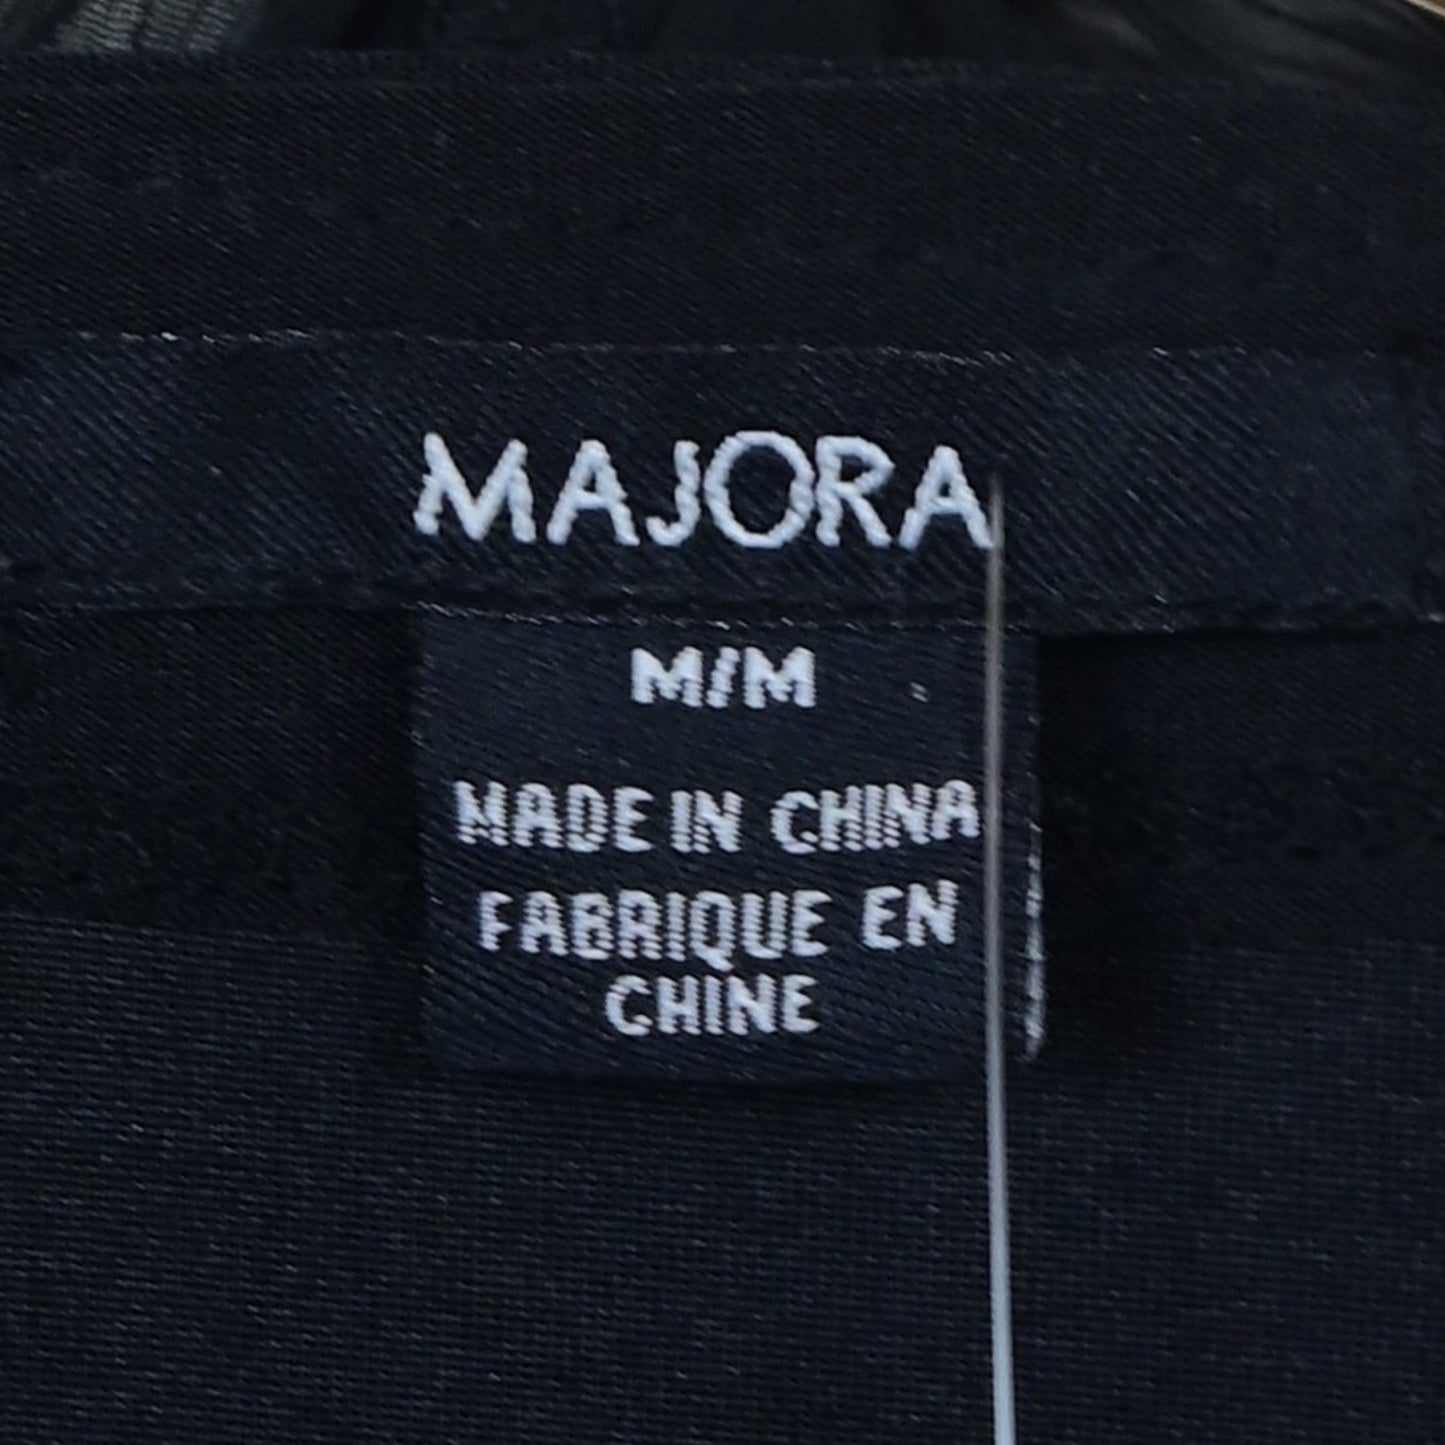 MAJORA
M/M
MADE IN CHINA
FABRIQUE EN
CHINE